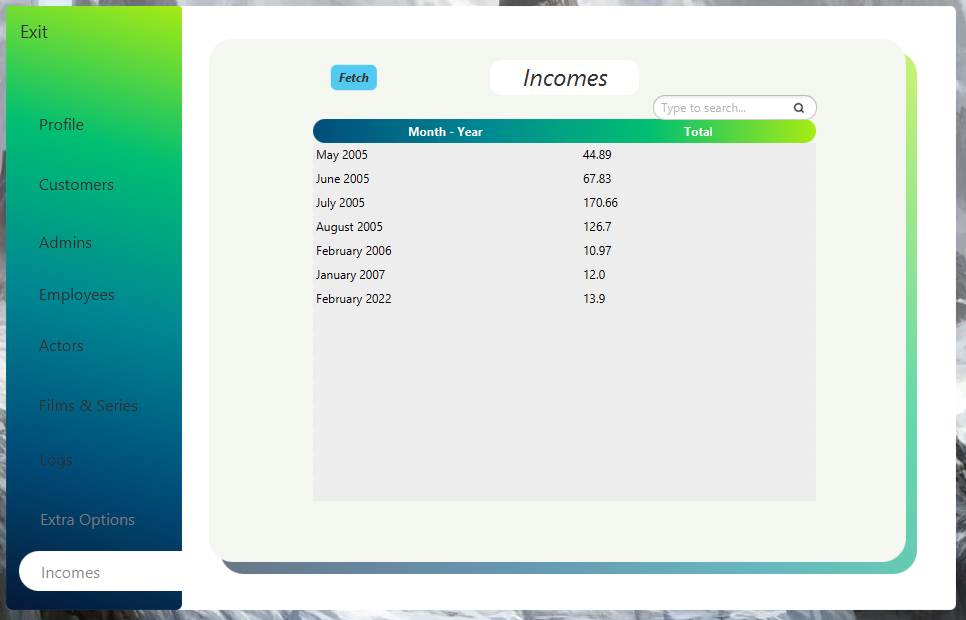 Exit
Profile
Customers
Admins
Employees
Actors
Films & Series
Logs
Extra Options
Incomes
Fetch
Incomes
Type to search...
Month - Year Total
May 2005 44.89
June 2005 67.83
July 2005 170.66
August 2005 126.7
February 2006 10.97
January 2007 12.0
February 2022 13.9